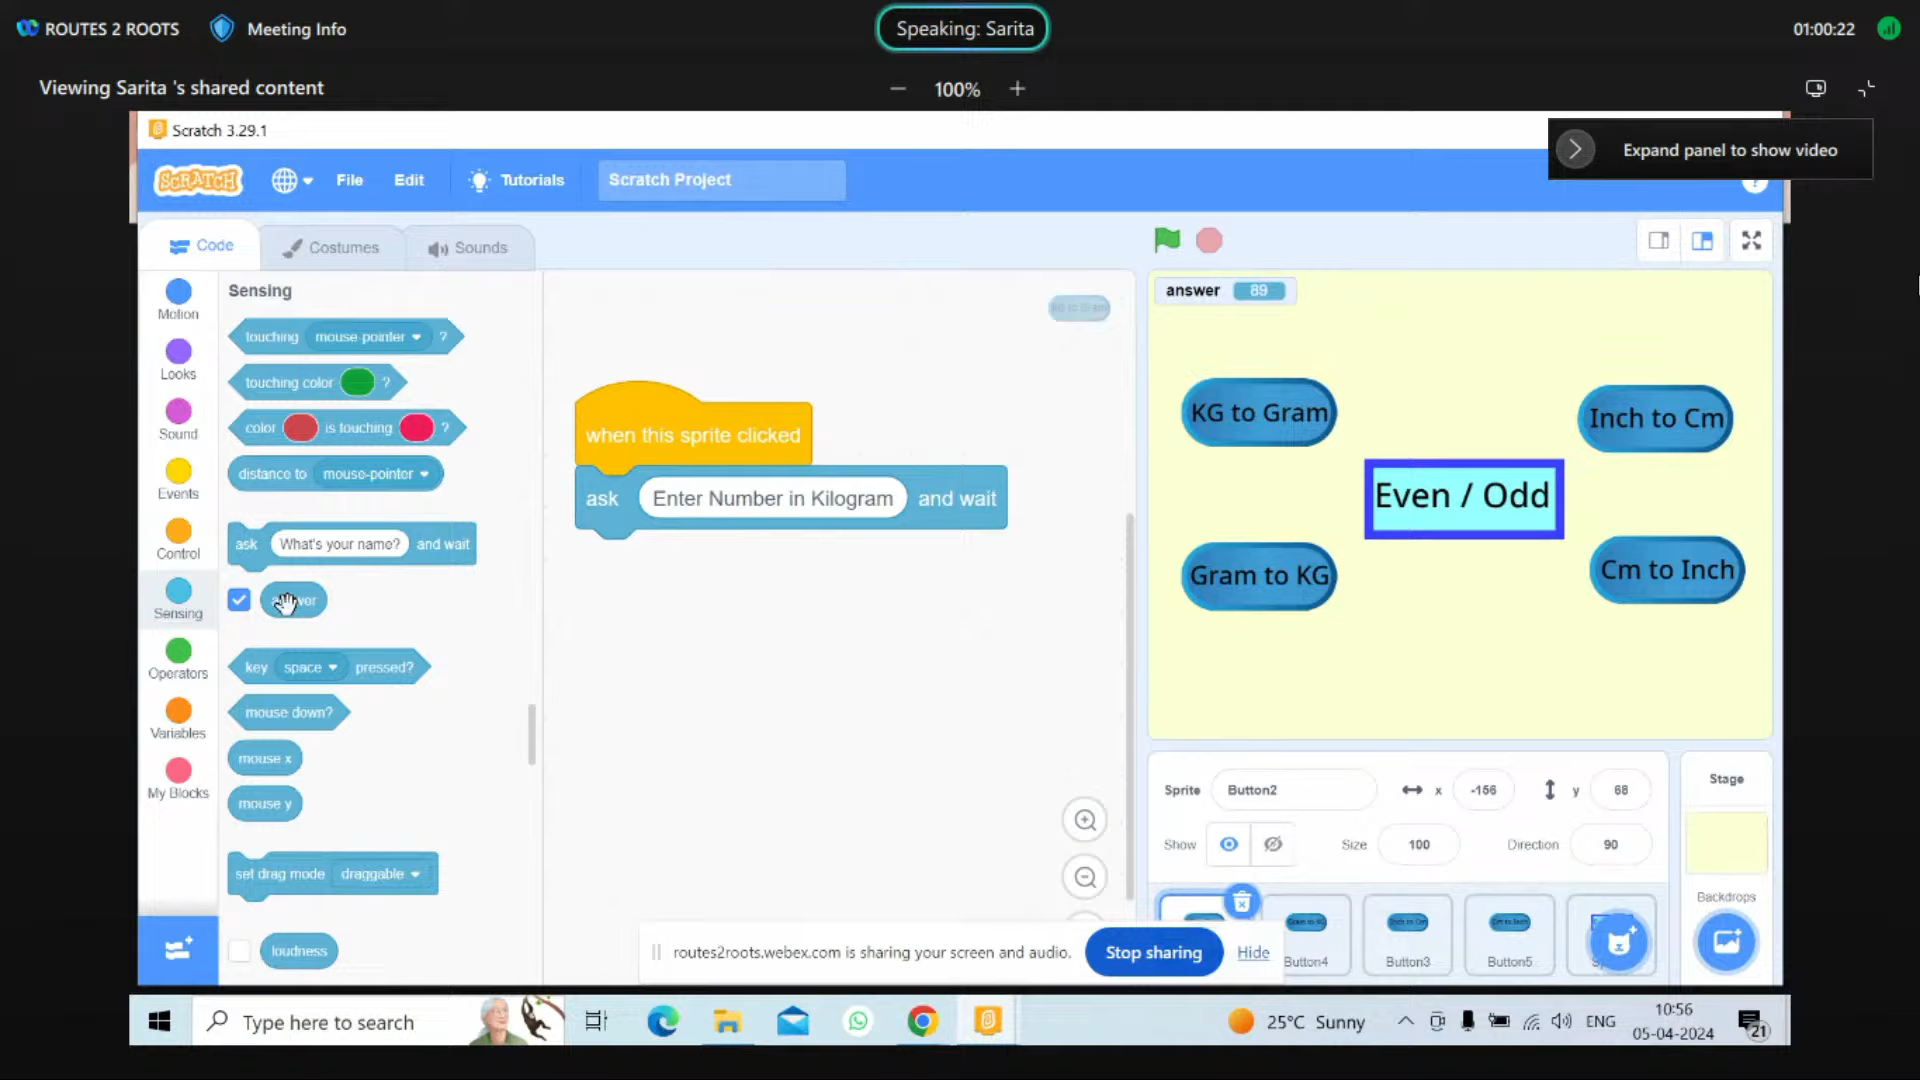 ROUTES 2 ROOTS
Meeting Info
Speaking: Sarita
01:00:22
Viewing Sarita 's shared content
100%
Scratch 3.29.1
Expand panel to show video
SCRATCH
File
Edit
Tutorials
Scratch Project
Code
Costumes
Sounds
Motion
Looks
Sound
Events
Control
Sensing
Operators
Variables
My Blocks
Sensing
touching mouse-pointer ?
touching color ?
color is touching ?
distance to mouse-pointer
ask What's your name? and wait
key space pressed?
mouse down?
mouse x
mouse y
set drag mode draggable
loudness
when this sprite clicked
ask Enter Number in Kilogram and wait
answer 89
KG to Gram
Inch to Cm
Even / Odd
Gram to KG
Cm to Inch
Sprite Button2 x -156 y 68
Show Size 100 Direction 90
Stage
Backdrops
Button4
Button3
Button5
routes2roots.webex.com is sharing your screen and audio.
Stop sharing
Hide
Type here to search
25°C Sunny
ENG
10:56
05-04-2024
21